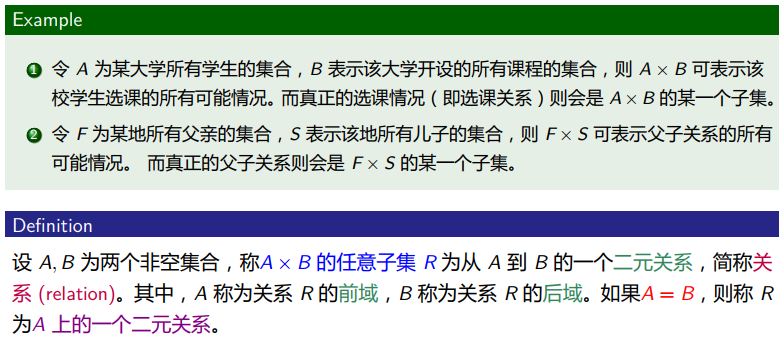 Example
1 令 A 为某大学所有学生的集合，B 表示该大学开设的所有课程的集合，则 A × B 可表示该
校学生选课的所有可能情况。而真正的选课情况（即选课关系）则会是 A × B 的某一个子集。
2 令 F 为某地所有父亲的集合，S 表示该地所有儿子的集合，则 F × S 可表示父子关系的所有
可能情况。 而真正的父子关系则会是 F × S 的某一个子集。
Definition
设 A, B 为两个非空集合，称A × B 的任意子集 R 为从 A 到 B 的一个二元关系，简称关
系 (relation)。其中，A 称为关系 R 的前域，B 称为关系 R 的后域。如果A = B，则称 R
为A 上的一个二元关系。